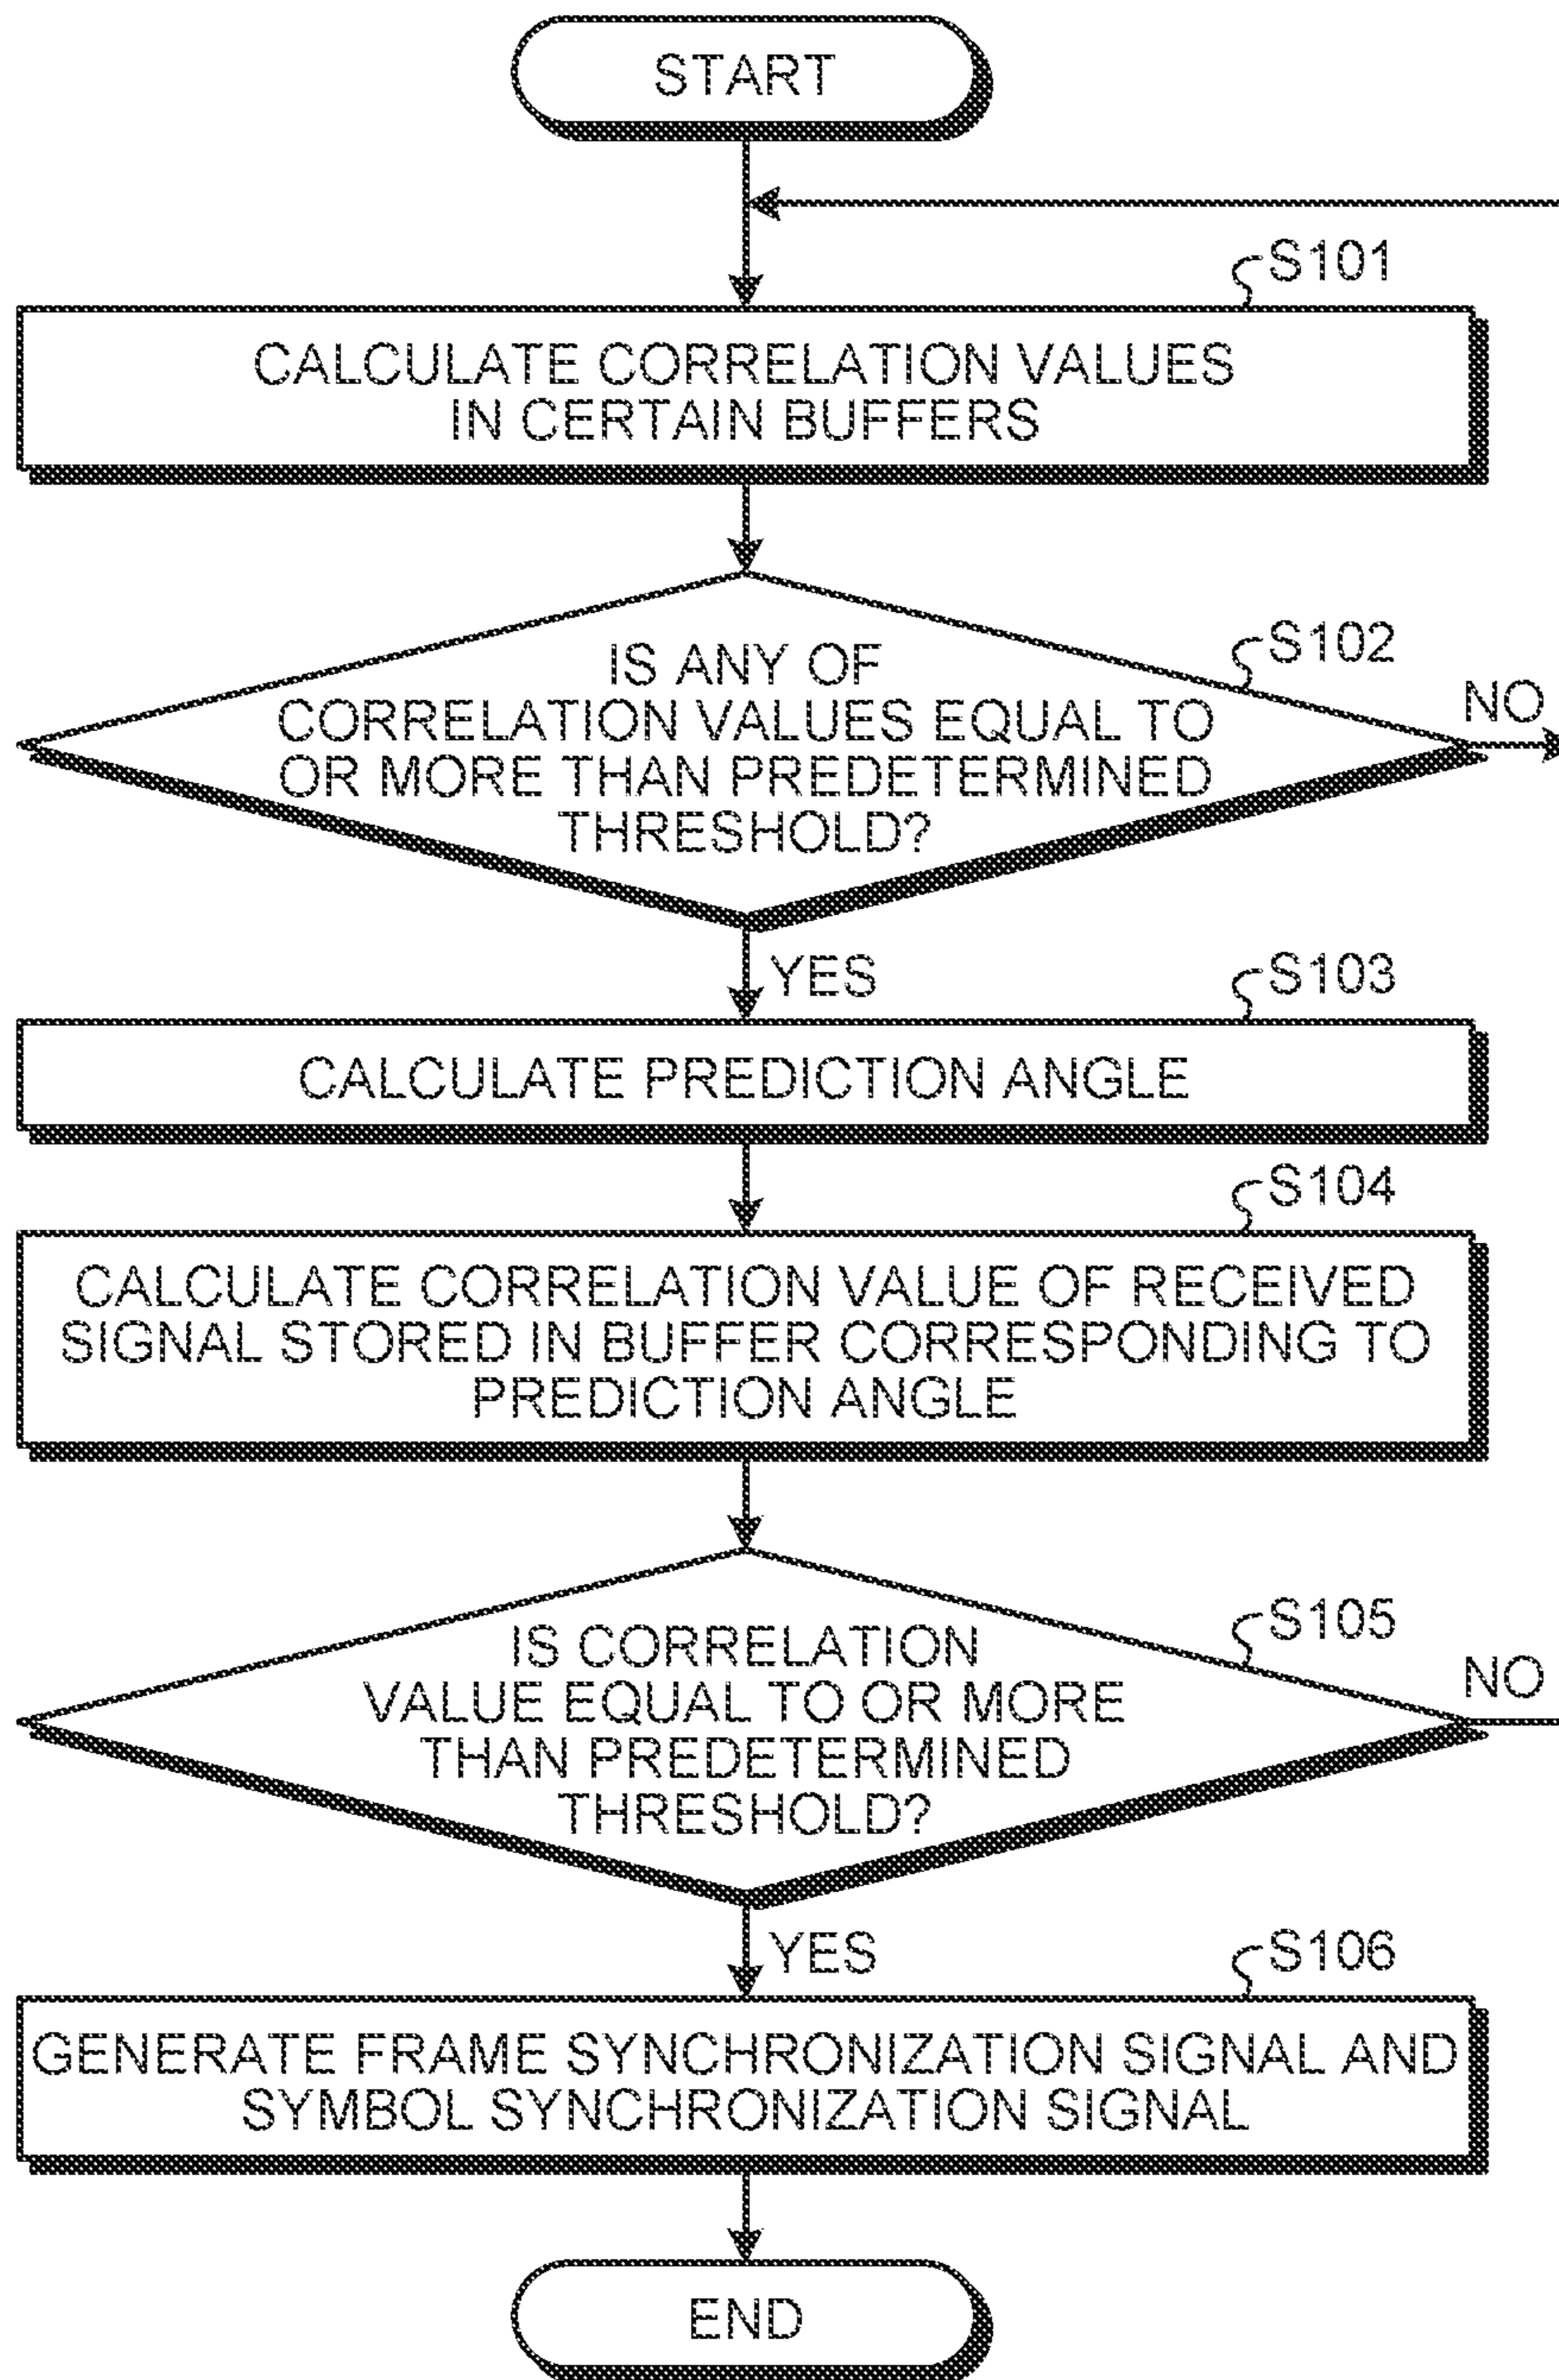 START
S101
CALCULATE CORRELATION VALUES
IN CERTAIN BUFFERS
S102
IS ANY OF
CORRELATION VALUES EQUAL TO
OR MORE THAN PREDETERMINED
THRESHOLD?
NO
YES
S103
CALCULATE PREDICTION ANGLE
S104
CALCULATE CORRELATION VALUE OF RECEIVED
SIGNAL STORED IN BUFFER CORRESPONDING TO
PREDICTION ANGLE
S105
IS CORRELATION
VALUE EQUAL TO OR MORE
THAN PREDETERMINED
THRESHOLD?
NO
YES
S106
GENERATE FRAME SYNCHRONIZATION SIGNAL AND
SYMBOL SYNCHRONIZATION SIGNAL
END